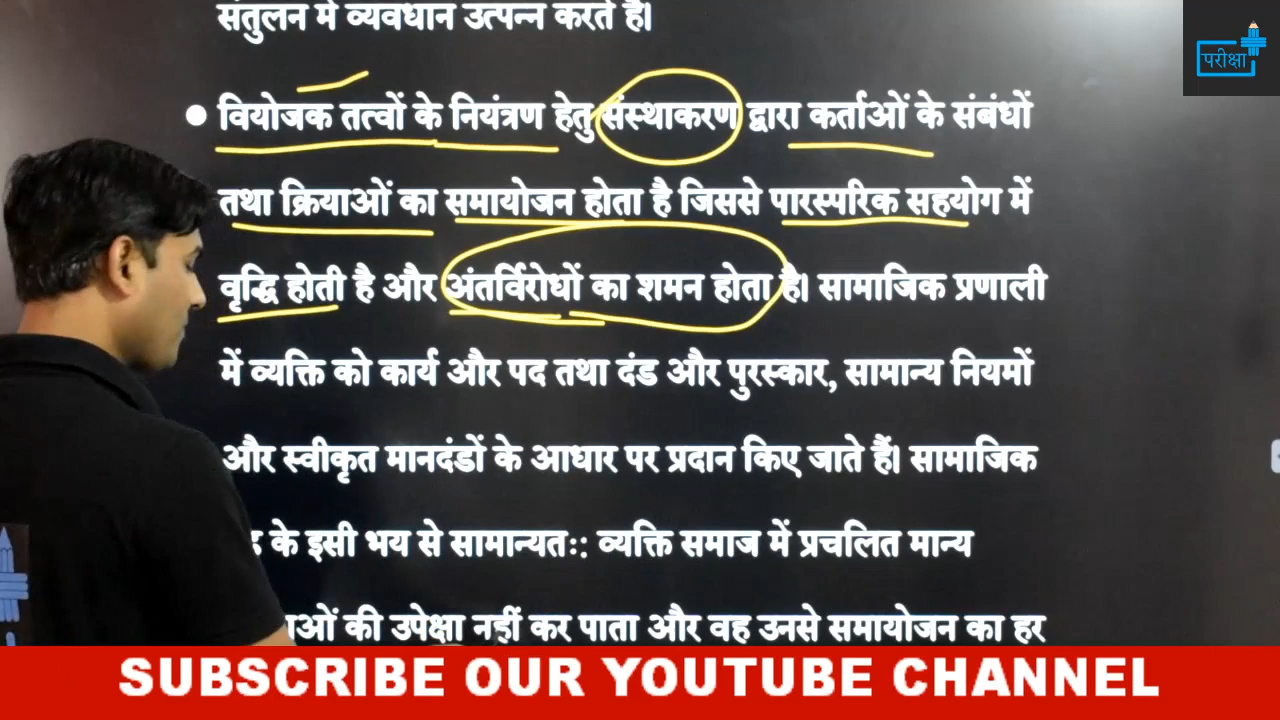 संतुलन में व्यवधान उत्पन्न करते हैं।
परीक्षा
● वियोजक तत्वों के नियंत्रण हेतु संस्थाकरण द्वारा कर्ताओं के संबंधों
तथा क्रियाओं का समायोजन होता है जिससे पारस्परिक सहयोग में
वृद्धि होती है और अंतर्विरोधों का शमन होता है। सामाजिक प्रणाली
में व्यक्ति को कार्य और पद तथा दंड और पुरस्कार, सामान्य नियमों
और स्वीकृत मानदंडों के आधार पर प्रदान किए जाते हैं। सामाजिक
के इसी भय से सामान्यतः: व्यक्ति समाज में प्रचलित मान्य
की उपेक्षा नहीं कर पाता और वह उनसे समायोजन का हर
SUBSCRIBE OUR YOUTUBE CHANNEL